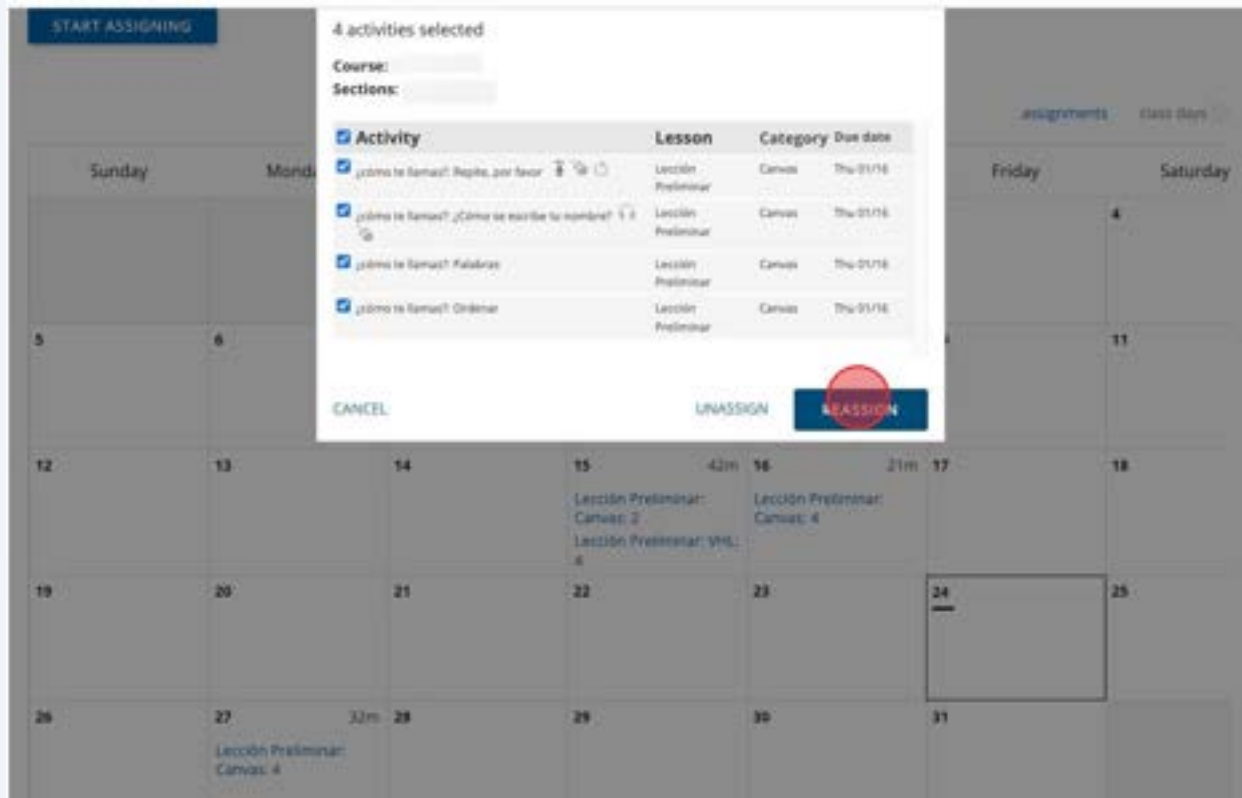 START ASSIGNING
4 activities selected
Course:
Sections:
assignments class days
Activity Lesson Category Due date
¿cómo te llamas?: Repite, por favor Lección Canvas Thu 01/16
Preliminar
¿cómo te llamas?: ¿Cómo se escribe tu nombre? Lección Canvas Thu 01/16
Preliminar
¿cómo te llamas?: Palabras Lección Canvas Thu 01/16
Preliminar
¿cómo te llamas?: Ordenar Lección Canvas Thu 01/16
Preliminar
CANCEL UNASSIGN REASSIGN
Sunday Monda Friday Saturday
4
5 6 11
12 13 14 15 42m 16 21m 17 18
Lección Preliminar: Lección Preliminar:
Canvas: 2 Canvas: 4
Lección Preliminar: VHL:
4
19 20 21 22 23 24 25
26 27 32m 28 29 30 31
Lección Preliminar:
Canvas: 4